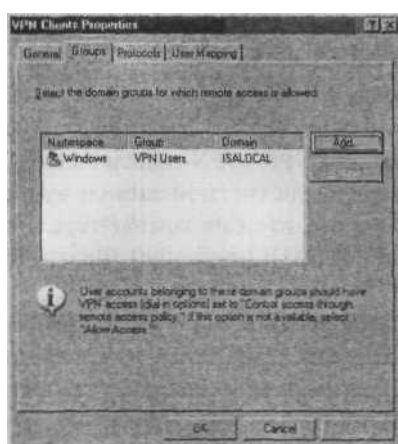 VPN Clients Properties
General Groups Protocols User Mapping
Select the domain groups for which remote access is allowed:
Namespace Group Domain
Windows VPN Users ISALOCAL
Add...
User accounts belonging to these domain groups should have
VPN access (dial-in options) set to "Control access through
remote access policy." If this option is not available, select
"Allow Access."
OK Cancel